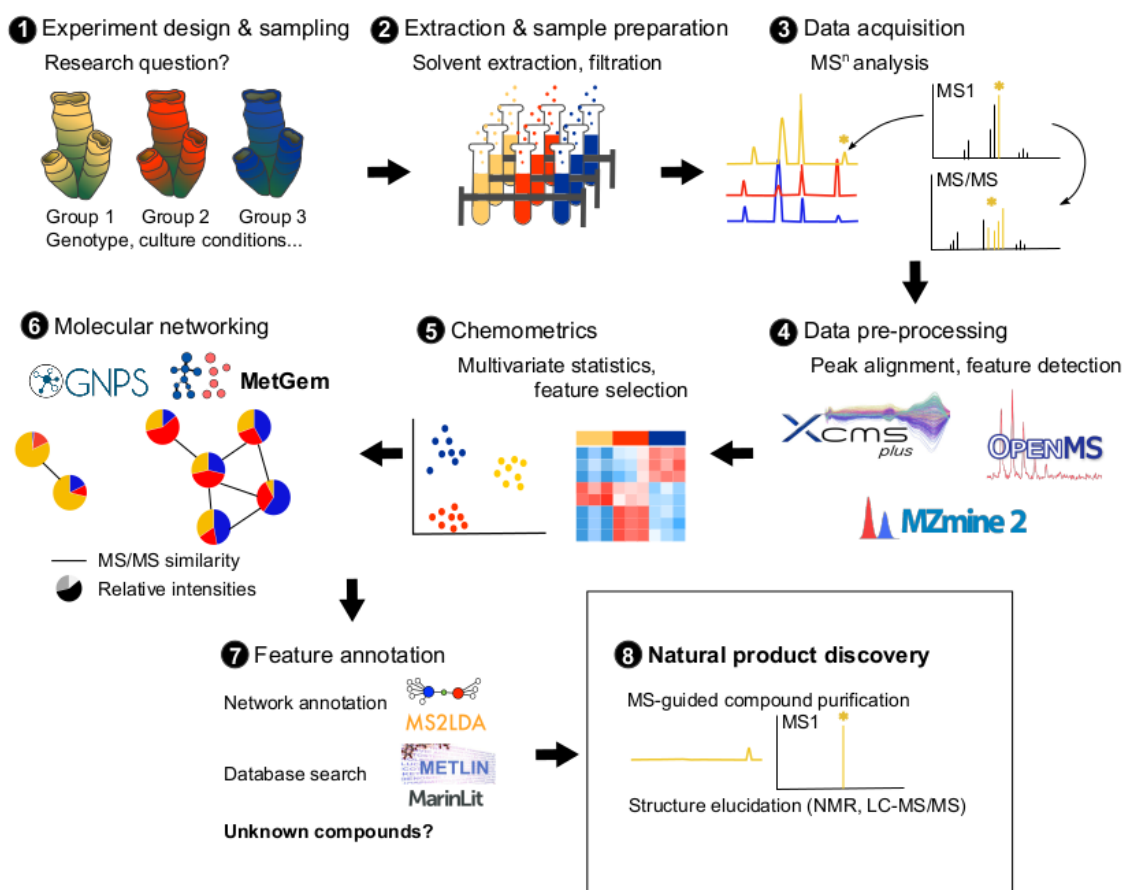 1 Experiment design & sampling
Research question?
Group 1 Group 2 Group 3
Genotype, culture conditions...
2 Extraction & sample preparation
Solvent extraction, filtration
3 Data acquisition
MSⁿ analysis
MS1
MS/MS
4 Data pre-processing
Peak alignment, feature detection
Xcms
plus
OPENMS
MZmine 2
5 Chemometrics
Multivariate statistics,
feature selection
6 Molecular networking
GNPS
MetGem
MS/MS similarity
Relative intensities
7 Feature annotation
Network annotation
MS2LDA
Database search
METLIN
MarinLit
Unknown compounds?
8 Natural product discovery
MS-guided compound purification
MS1
Structure elucidation (NMR, LC-MS/MS)